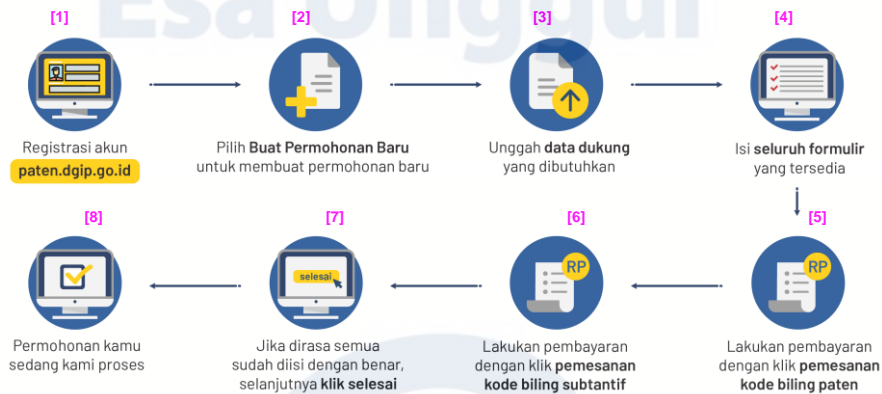 Esa Unggul
[1]
[2]
[3]
[4]
Registrasi akun
paten.dgip.go.id
Pilih Buat Permohonan Baru
untuk membuat permohonan baru
Unggah data dukung
yang dibutuhkan
Isi seluruh formulir
yang tersedia
[8]
[7]
[6]
[5]
selesai
RP
RP
Permohonan kamu
sedang kami proses
Jika dirasa semua
sudah diisi dengan benar,
selanjutnya klik selesai
Lakukan pembayaran
dengan klik pemesanan
kode biling subtantif
Lakukan pembayaran
dengan klik pemesanan
kode biling paten